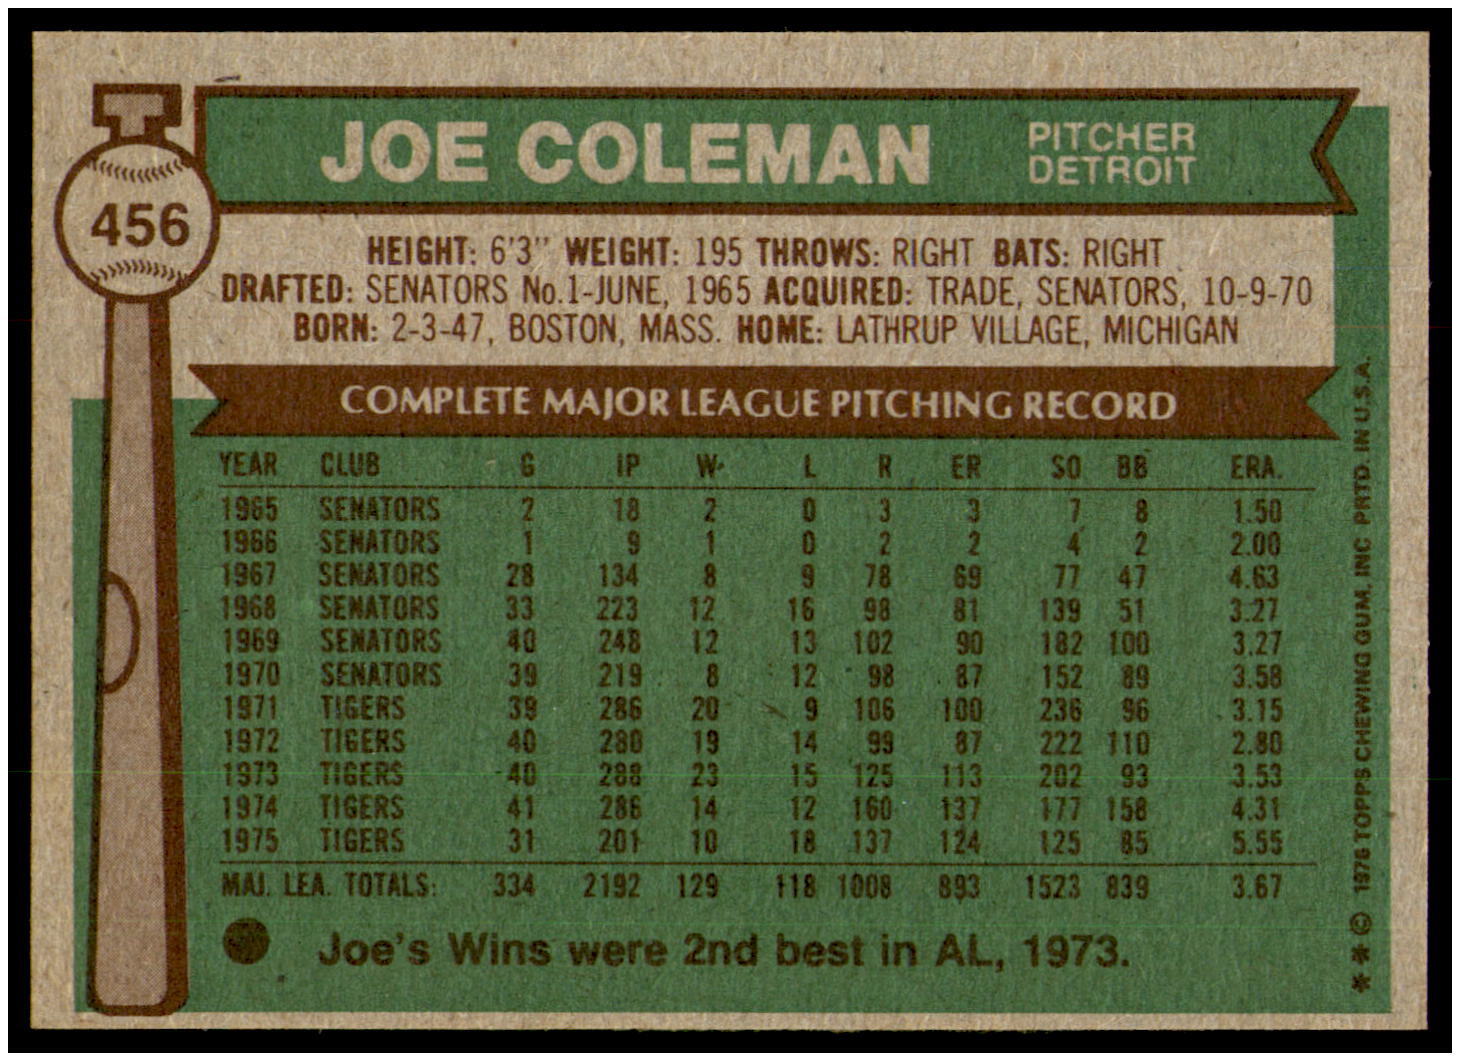 JOE COLEMAN
PITCHER
DETROIT
456
HEIGHT: 6'3" WEIGHT: 195 THROWS: RIGHT BATS: RIGHT
DRAFTED: SENATORS No.1-JUNE, 1965 ACQUIRED: TRADE, SENATORS, 10-9-70
BORN: 2-3-47, BOSTON, MASS. HOME: LATHRUP VILLAGE, MICHIGAN
COMPLETE MAJOR LEAGUE PITCHING RECORD
YEAR CLUB G IP W L R ER SO BB ERA.
1965 SENATORS 2 18 2 0 3 3 7 8 1.50
1966 SENATORS 1 9 1 0 2 2 4 2 2.00
1967 SENATORS 28 134 8 9 78 69 77 47 4.63
1968 SENATORS 33 223 12 16 98 81 139 51 3.27
1969 SENATORS 40 248 12 13 102 90 182 100 3.27
1970 SENATORS 39 219 8 12 98 87 152 89 3.58
1971 TIGERS 39 286 20 9 106 100 236 96 3.15
1972 TIGERS 40 280 19 14 99 87 222 110 2.80
1973 TIGERS 40 288 23 15 125 113 202 93 3.53
1974 TIGERS 41 286 14 12 160 137 177 158 4.31
1975 TIGERS 31 201 10 18 137 124 125 85 5.55
MAJ. LEA. TOTALS: 334 2192 129 118 1008 893 1523 839 3.67
Joe's Wins were 2nd best in AL, 1973.
** © 1976 TOPPS CHEWING GUM, INC PRTD. IN U.S.A.